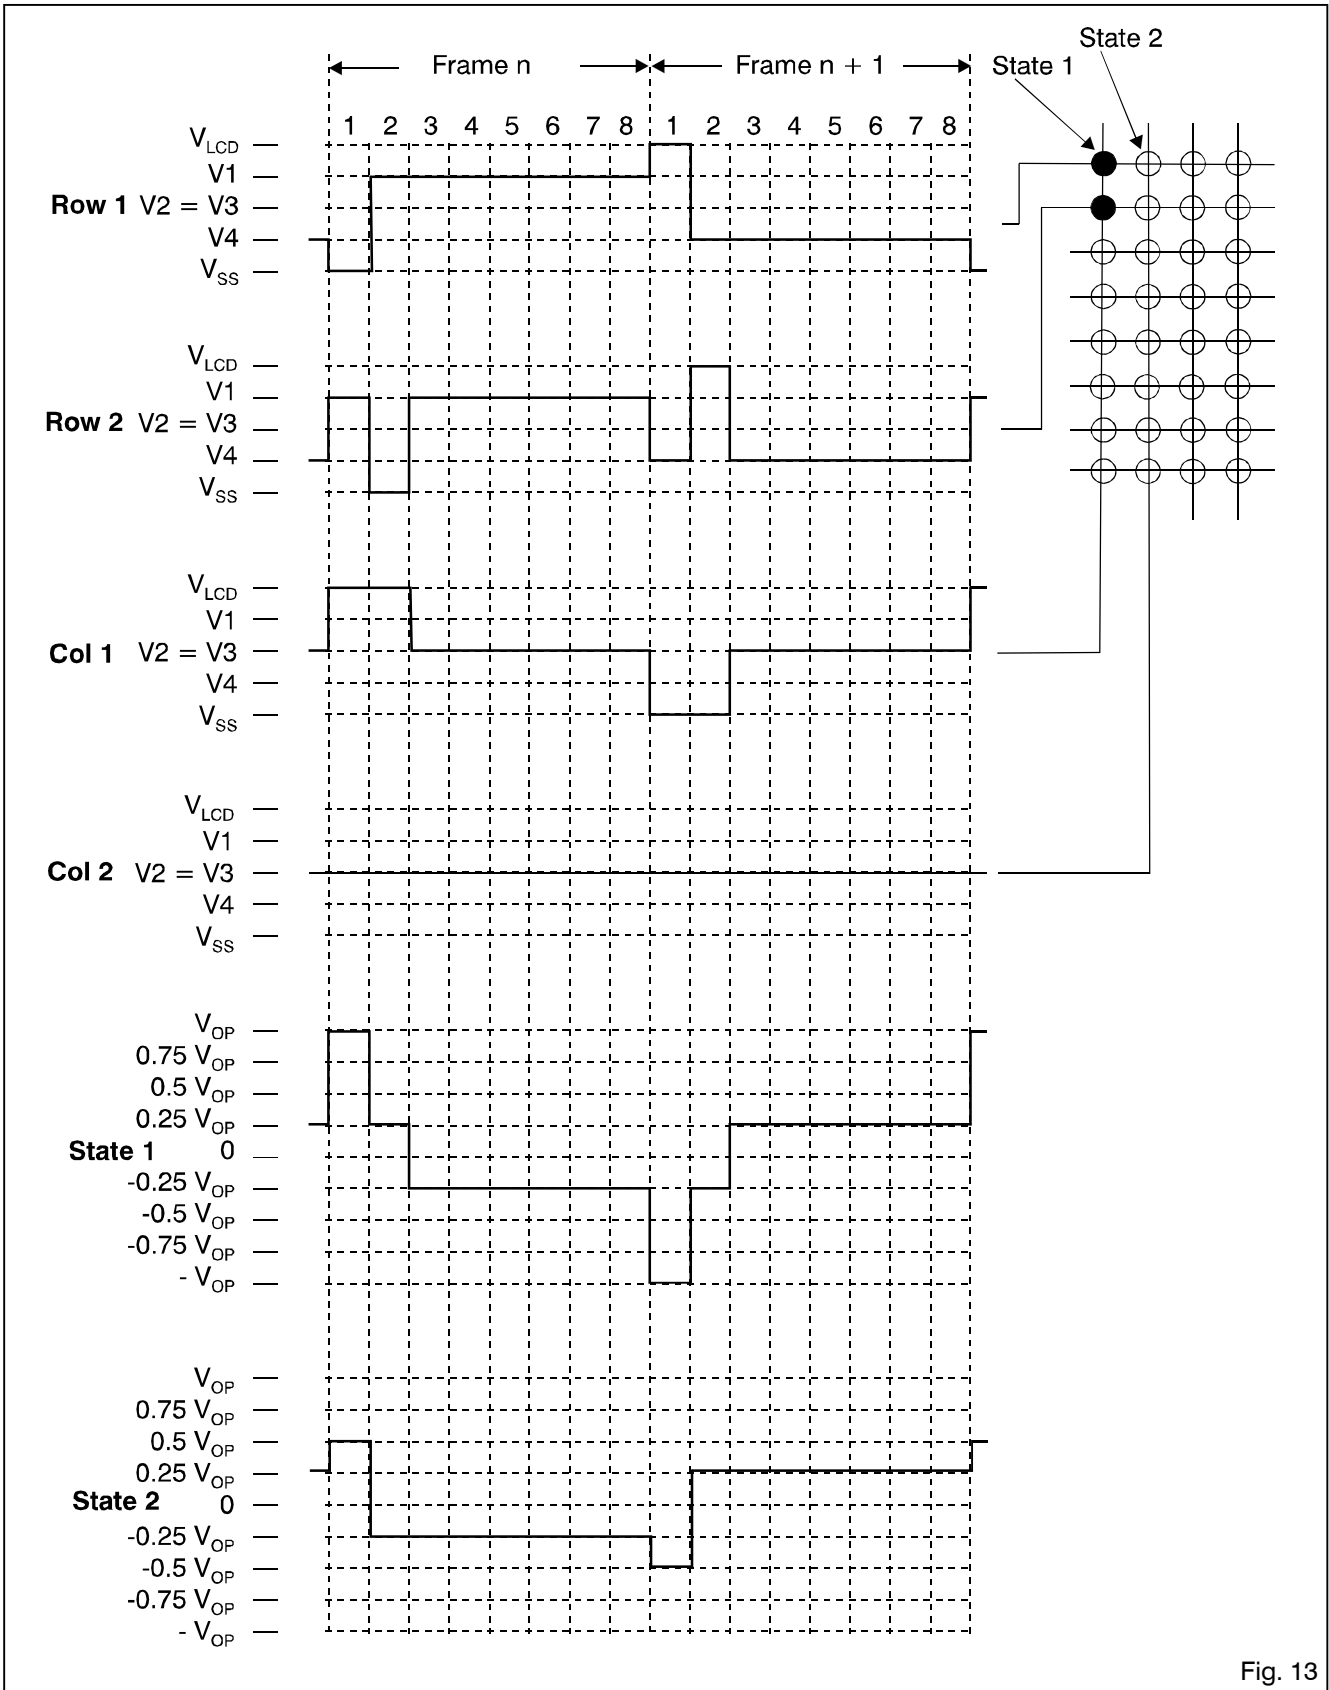 State 2
Frame n Frame n + 1 State 1
1 2 3 4 5 6 7 8 1 2 3 4 5 6 7 8
VLCD
V1
Row 1 V2 = V3
V4
VSS
VLCD
V1
Row 2 V2 = V3
V4
VSS
VLCD
V1
Col 1 V2 = V3
V4
VSS
VLCD
V1
Col 2 V2 = V3
V4
VSS
VOP
0.75 VOP
0.5 VOP
0.25 VOP
State 1 0
-0.25 VOP
-0.5 VOP
-0.75 VOP
- VOP
VOP
0.75 VOP
0.5 VOP
0.25 VOP
State 2 0
-0.25 VOP
-0.5 VOP
-0.75 VOP
- VOP
Fig. 13